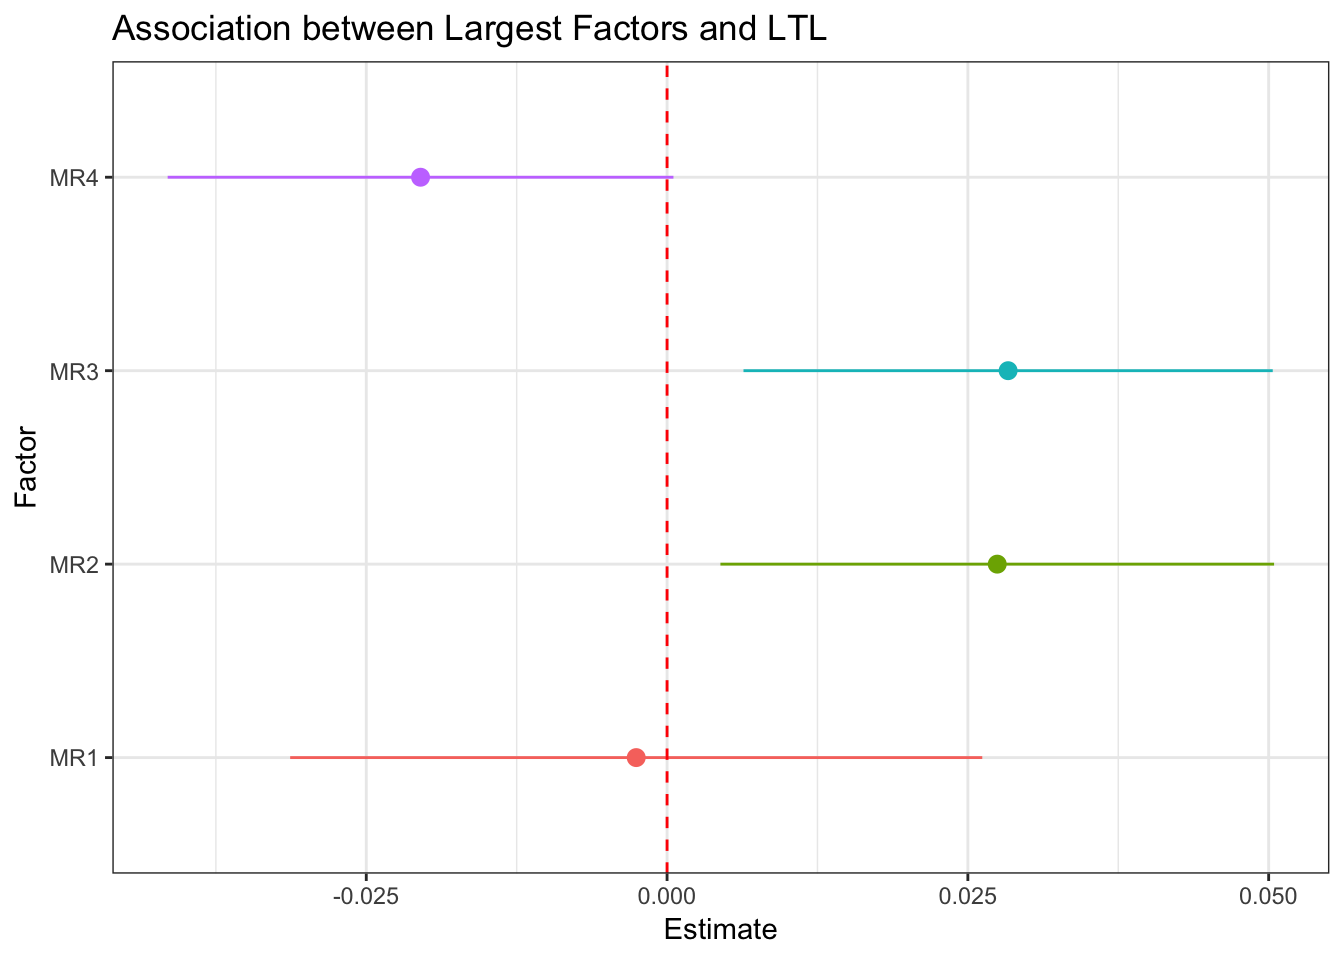 Association between Largest Factors and LTL
Factor
MR4
MR3
MR2
MR1
-0.025
0.000
0.025
0.050
Estimate